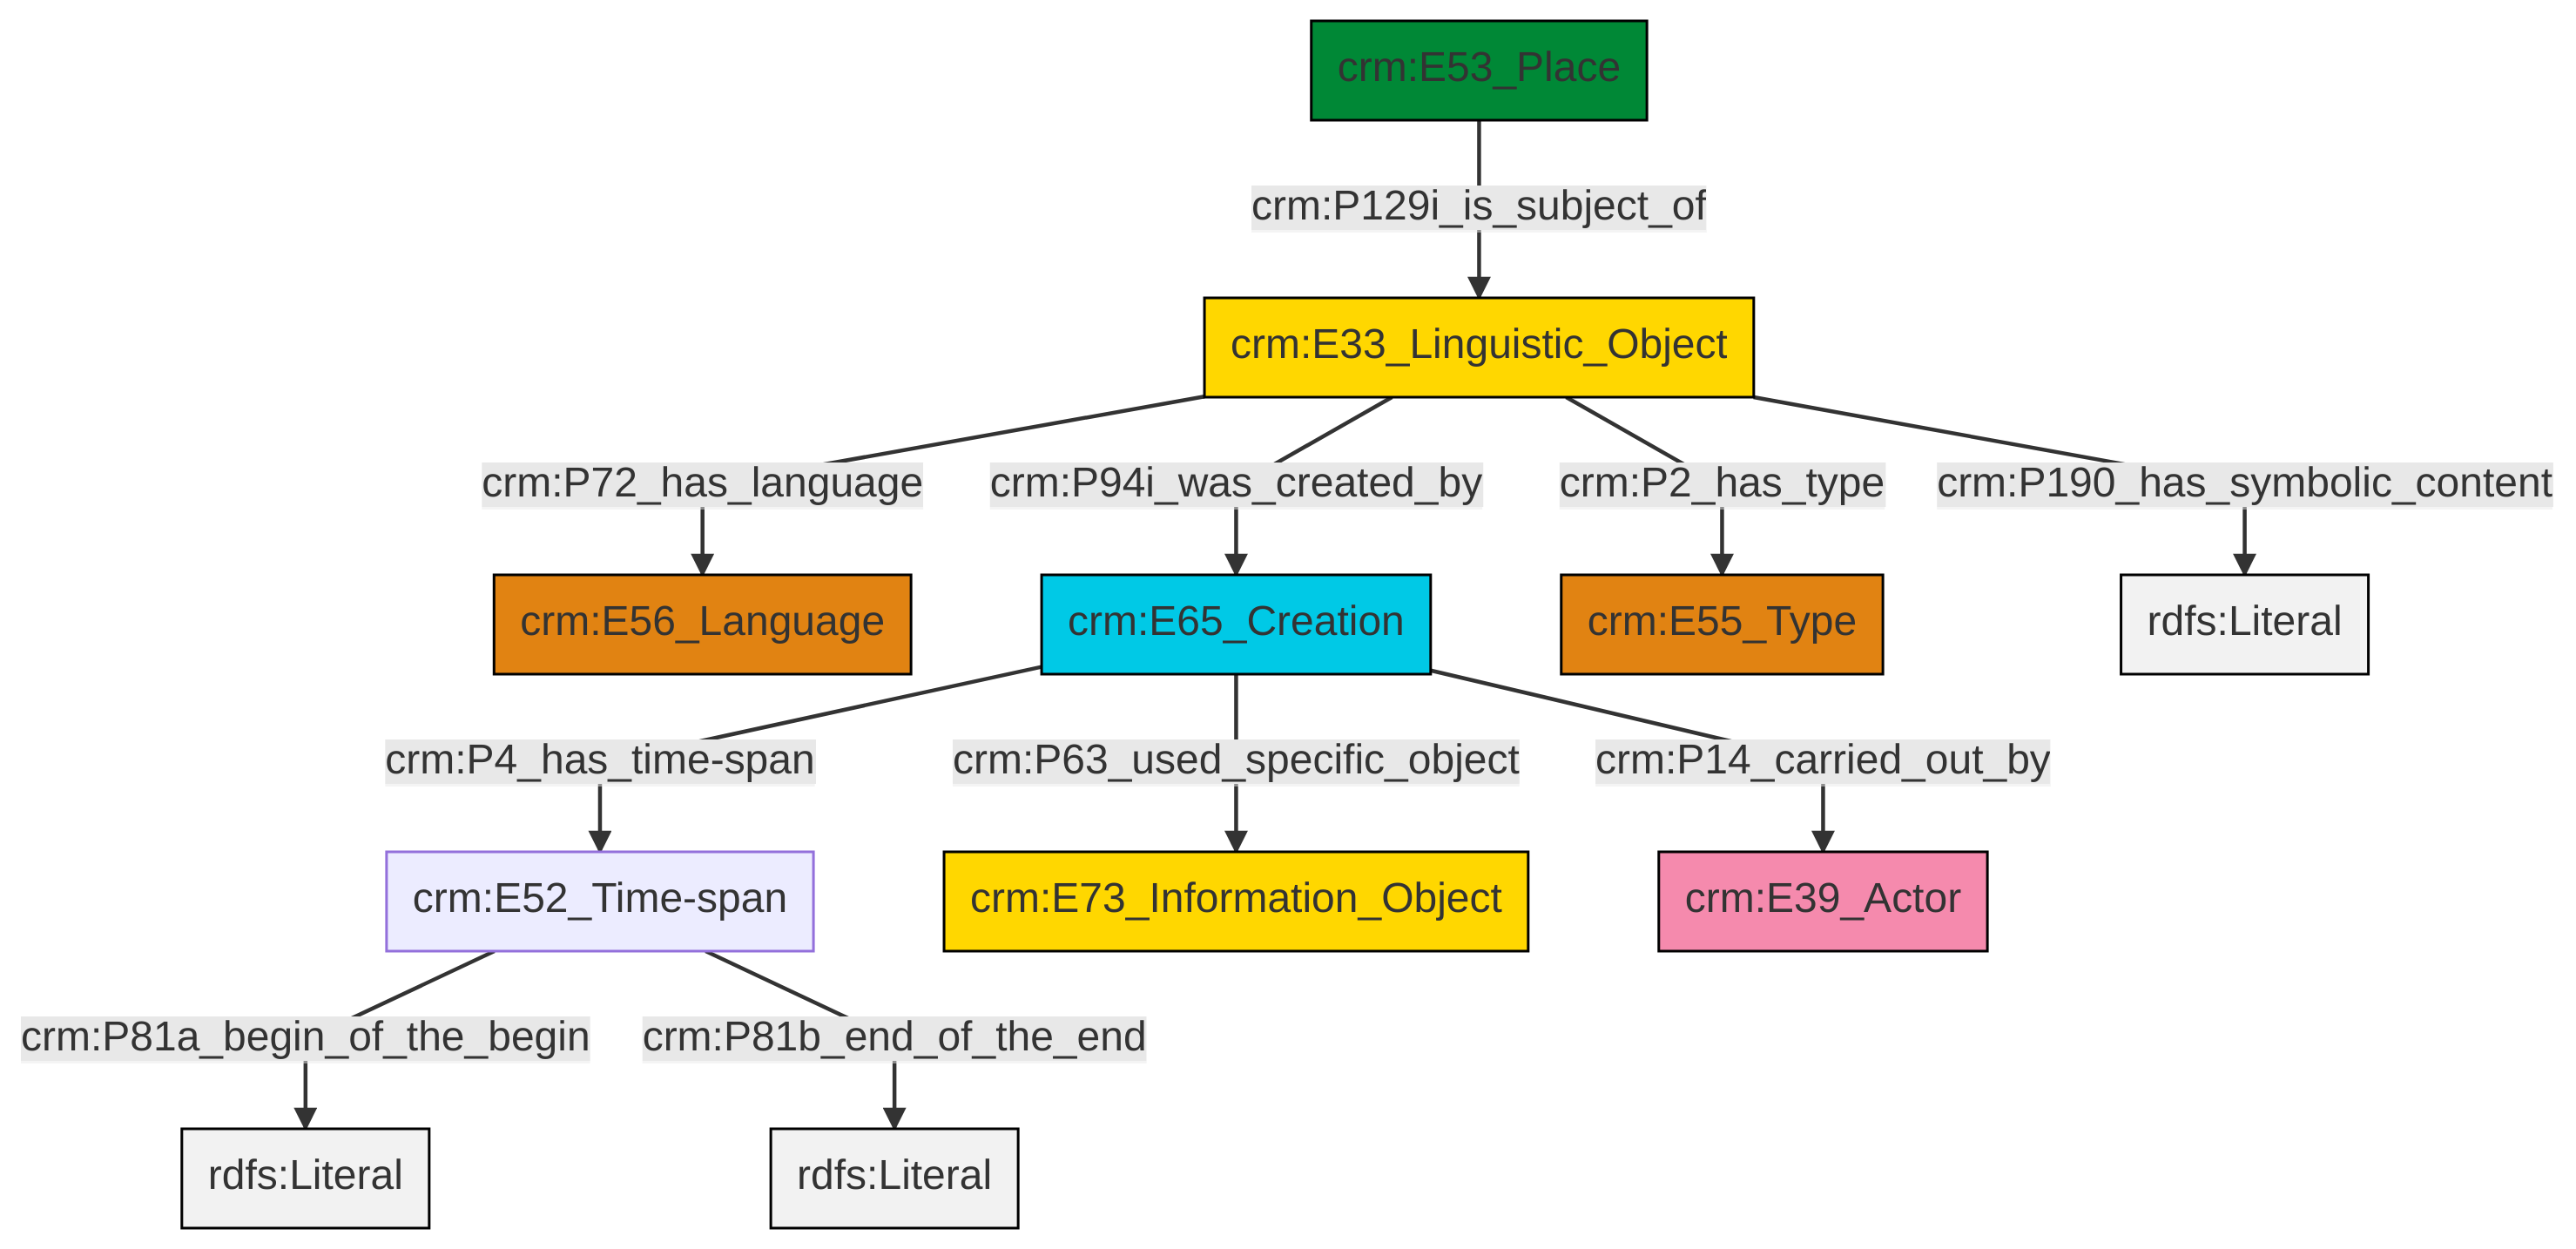 crm:E53_Place
crm:P129i_is_subject_of
crm:E33_Linguistic_Object
crm:P72_has_language
crm:P94i_was_created_by
crm:P2_has_type
crm:P190_has_symbolic_content
crm:E56_Language
crm:E65_Creation
crm:E55_Type
rdfs:Literal
crm:P4_has_time-span
crm:P63_used_specific_object
crm:P14_carried_out_by
crm:E52_Time-span
crm:E73_Information_Object
crm:E39_Actor
crm:P81a_begin_of_the_begin
crm:P81b_end_of_the_end
rdfs:Literal
rdfs:Literal